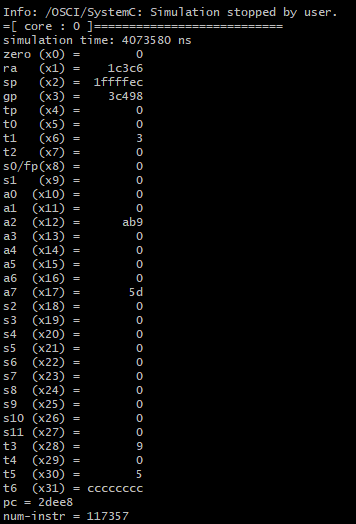 Info: /OSCI/SystemC: Simulation stopped by user.
=[ core : 0 ]===========================
simulation time: 4073580 ns
zero (x0) =        0
ra   (x1) =    1c3c6
sp   (x2) =  1ffffec
gp   (x3) =    3c498
tp   (x4) =        0
t0   (x5) =        0
t1   (x6) =        3
t2   (x7) =        0
s0/fp(x8) =        0
s1   (x9) =        0
a0  (x10) =        0
a1  (x11) =        0
a2  (x12) =      ab9
a3  (x13) =        0
a4  (x14) =        0
a5  (x15) =        0
a6  (x16) =        0
a7  (x17) =       5d
s2  (x18) =        0
s3  (x19) =        0
s4  (x20) =        0
s5  (x21) =        0
s6  (x22) =        0
s7  (x23) =        0
s8  (x24) =        0
s9  (x25) =        0
s10 (x26) =        0
s11 (x27) =        0
t3  (x28) =        9
t4  (x29) =        0
t5  (x30) =        5
t6  (x31) = cccccccc
pc = 2dee8
num-instr = 117357